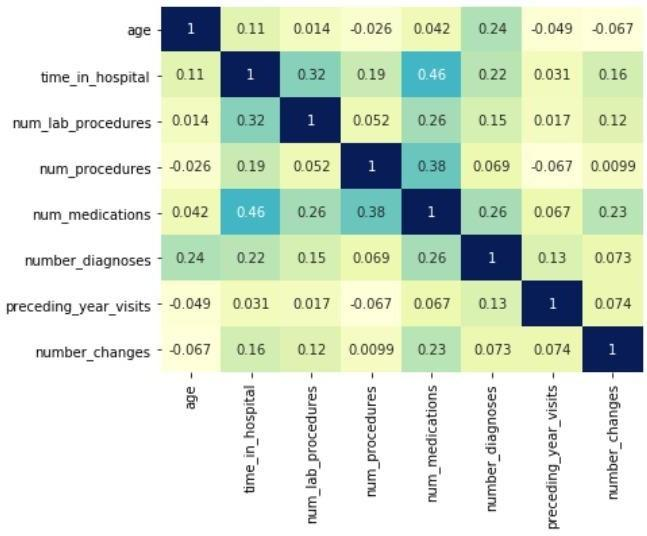 age 1 0.11 0.014 -0.026 0.042 0.24 -0.049 -0.067
time_in_hospital 0.11 1 0.32 0.19 0.46 0.22 0.031 0.16
num_lab_procedures 0.014 0.32 1 0.052 0.26 0.15 0.017 0.12
num_procedures -0.026 0.19 0.052 1 0.38 0.069 -0.067 0.0099
num_medications 0.042 0.46 0.26 0.38 1 0.26 0.067 0.23
number_diagnoses 0.24 0.22 0.15 0.069 0.26 1 0.13 0.073
preceding_year_visits -0.049 0.031 0.017 -0.067 0.067 0.13 1 0.074
number_changes -0.067 0.16 0.12 0.0099 0.23 0.073 0.074 1
age
time_in_hospital
num_lab_procedures
num_procedures
num_medications
number_diagnoses
preceding_year_visits
number_changes